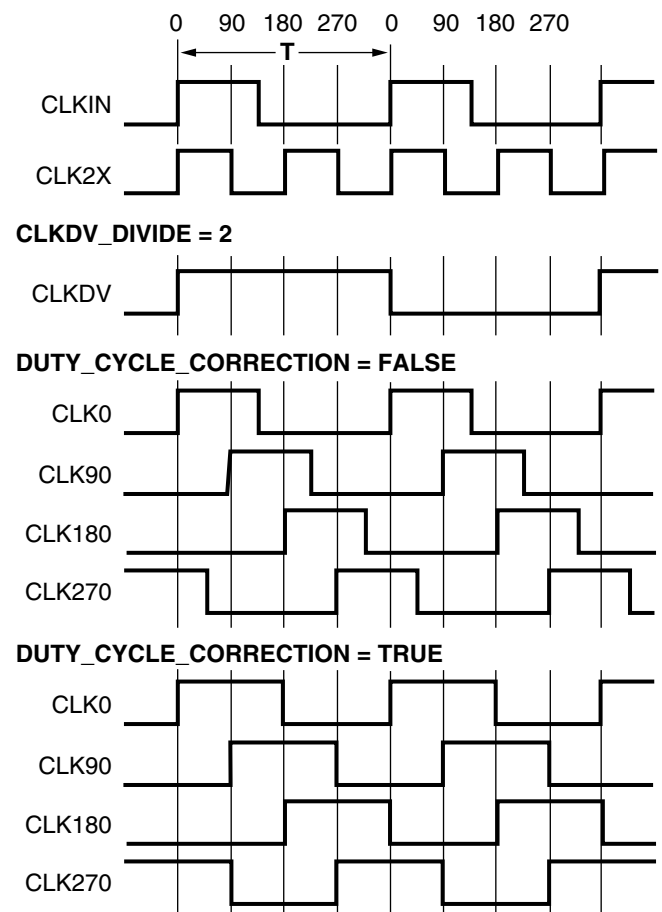 0 90 180 270 0 90 180 270
T
CLKIN
CLK2X
CLKDV_DIVIDE = 2
CLKDV
DUTY_CYCLE_CORRECTION = FALSE
CLK0
CLK90
CLK180
CLK270
DUTY_CYCLE_CORRECTION = TRUE
CLK0
CLK90
CLK180
CLK270